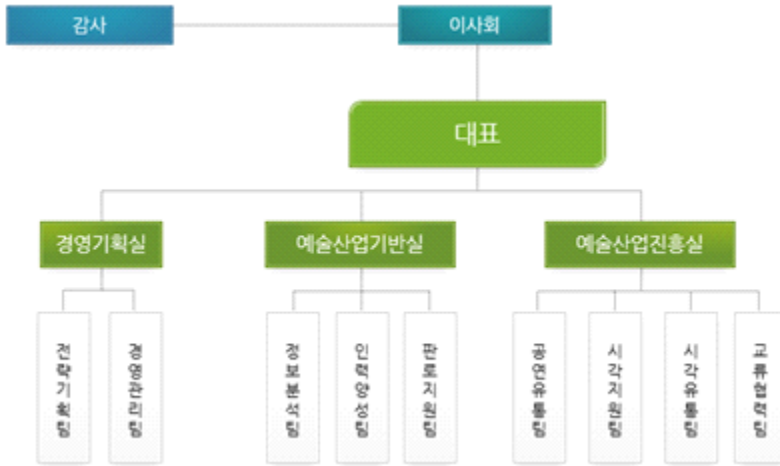 감사
이사회
대표
경영기획실
예술산업기반실
예술산업진흥실
전략기획팀
경영관리팀
정보분석팀
인력양성팀
판로지원팀
공연유통팀
시각지원팀
시각유통팀
교류협력팀